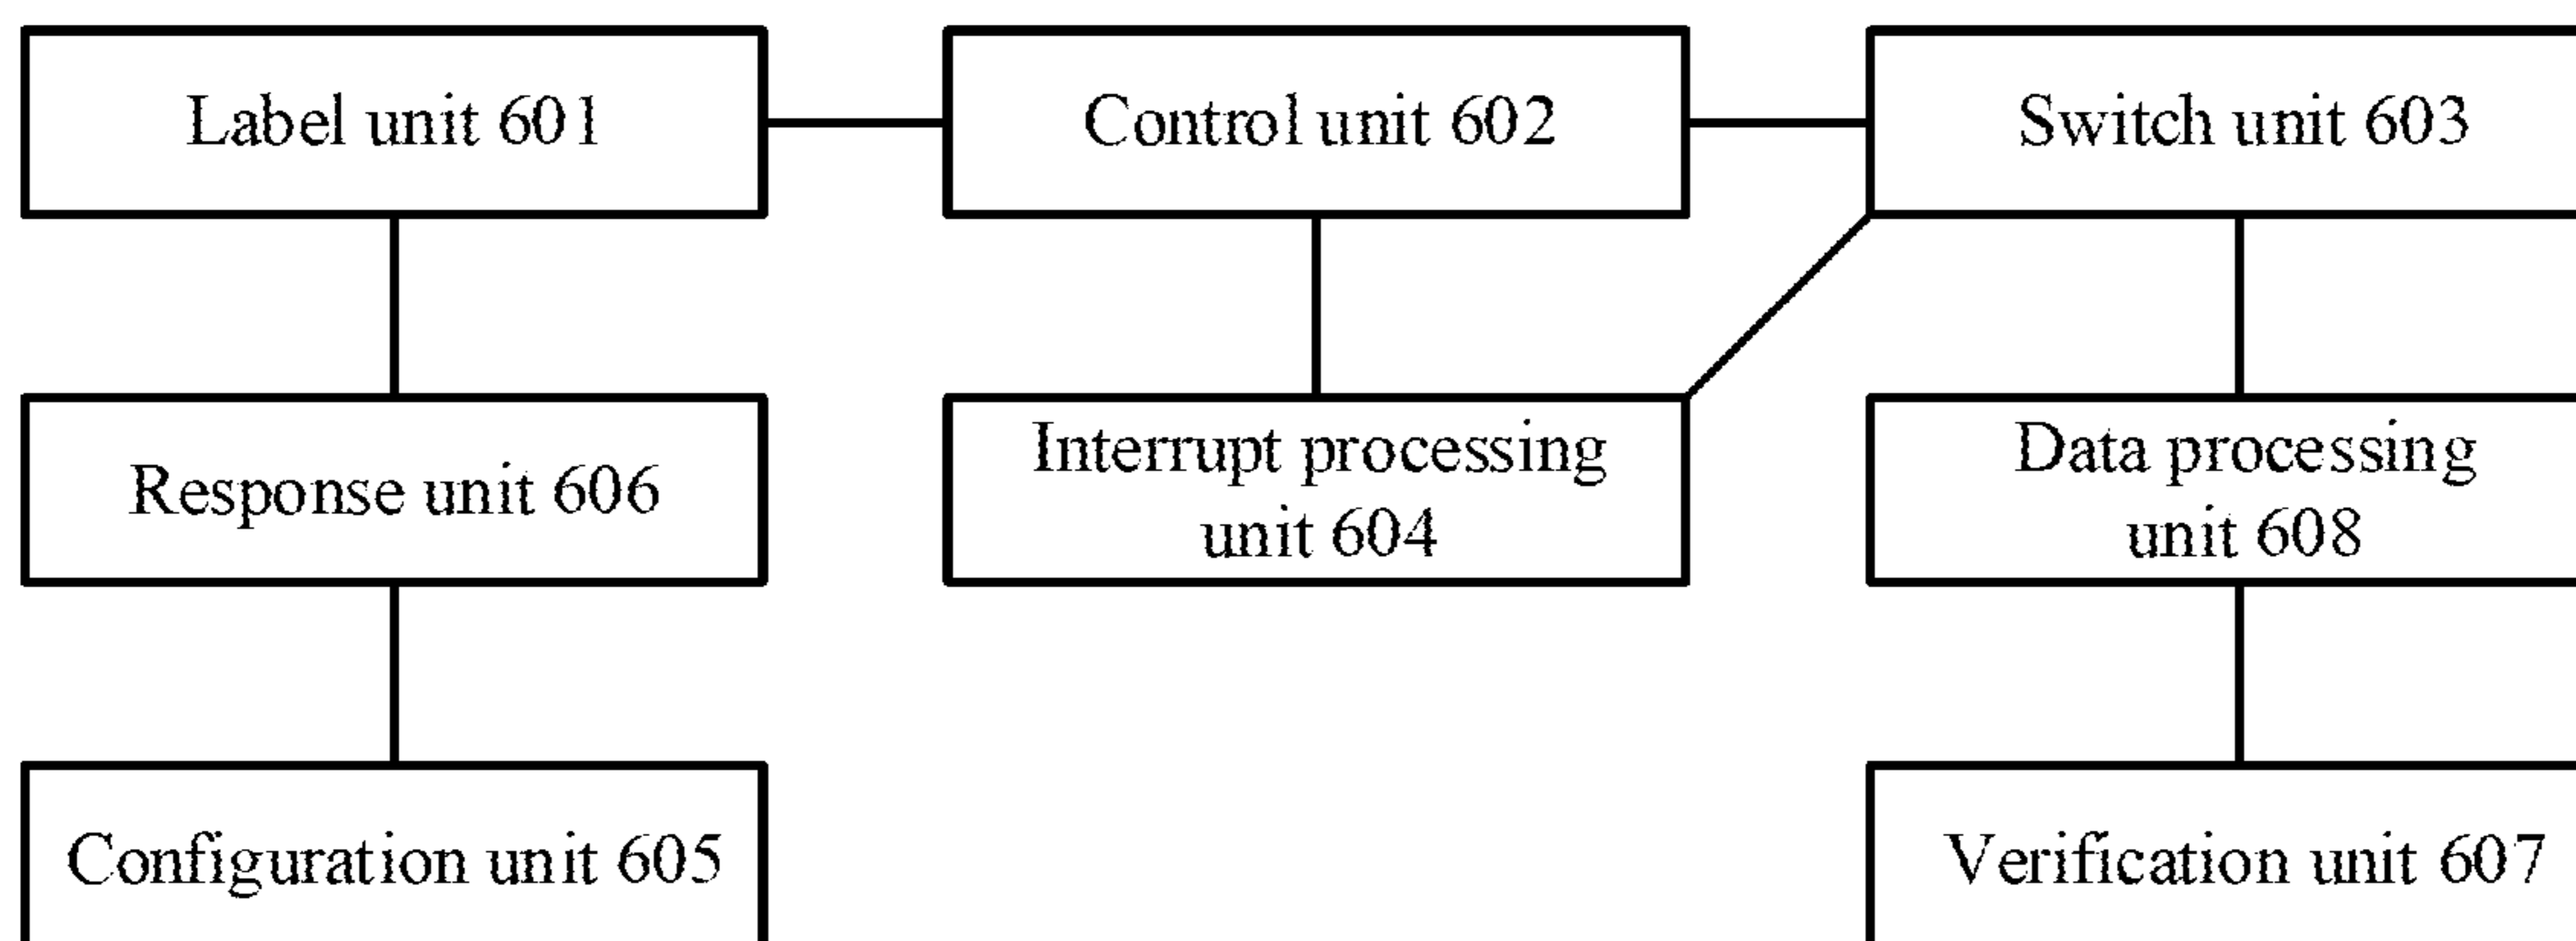 Label unit 601
Control unit 602
Switch unit 603
Response unit 606
Interrupt processing
unit 604
Data processing
unit 608
Configuration unit 605
Verification unit 607